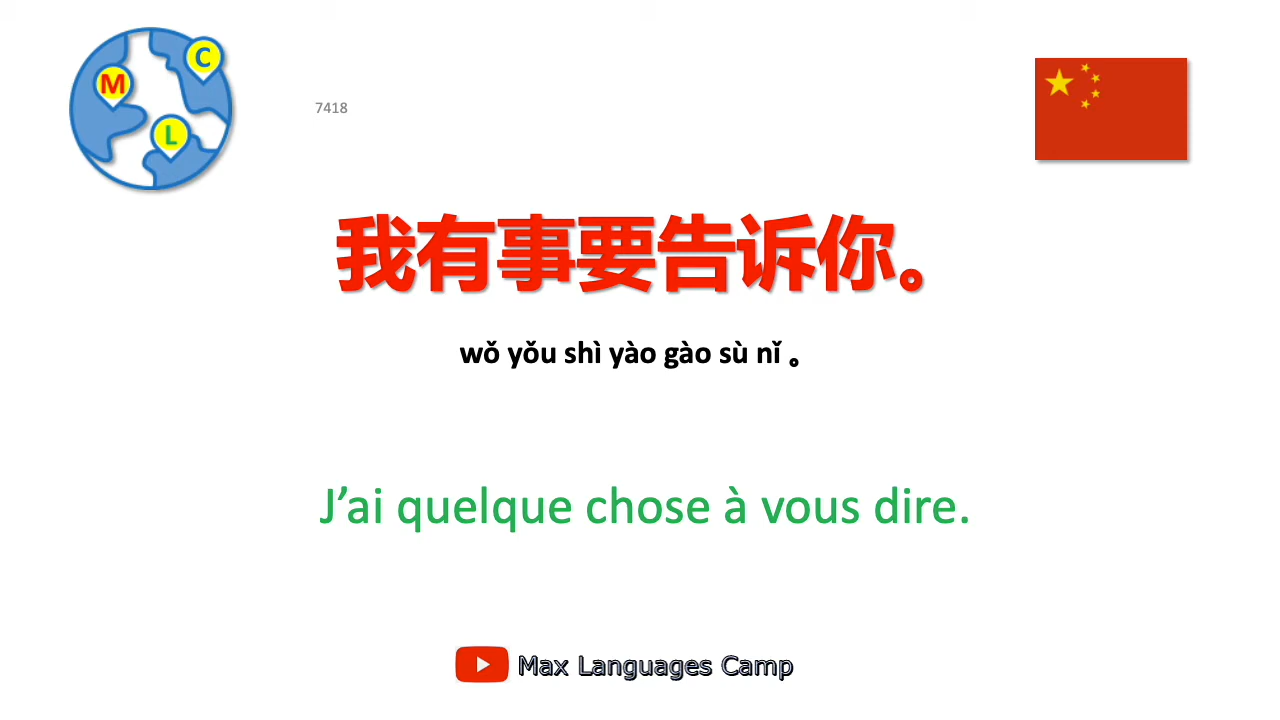 M
C
L
7418
我有事要告诉你。
wǒ yǒu shì yào gào sù nǐ 。
J’ai quelque chose à vous dire.
Max Languages Camp